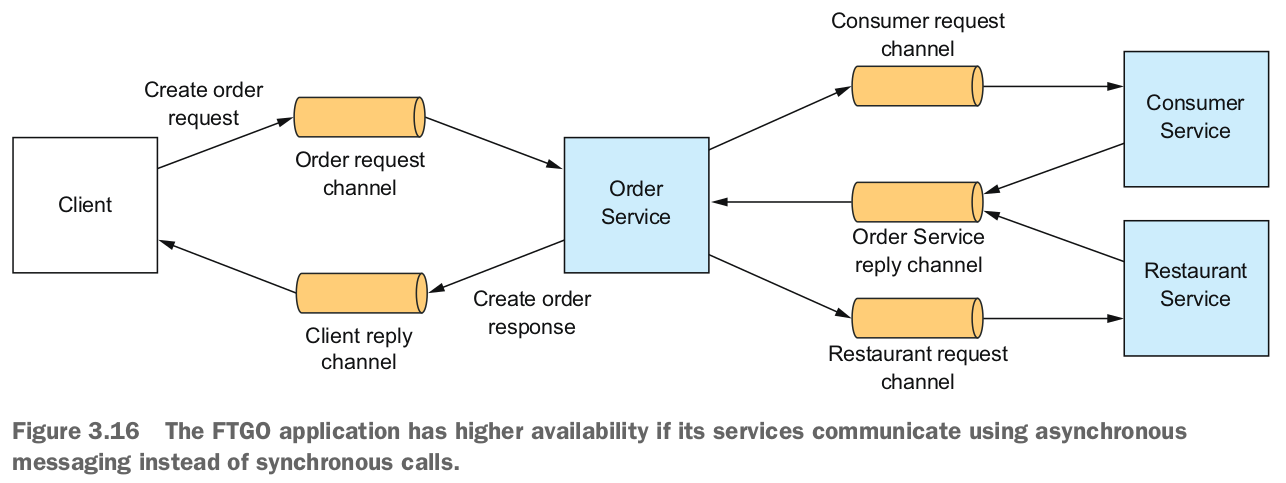 Consumer request
channel
Create order
request
Consumer
Service
Order request
channel
Client
Order
Service
Order Service
reply channel
Restaurant
Service
Create order
response
Client reply
channel
Restaurant request
channel
Figure 3.16 The FTGO application has higher availability if its services communicate using asynchronous
messaging instead of synchronous calls.